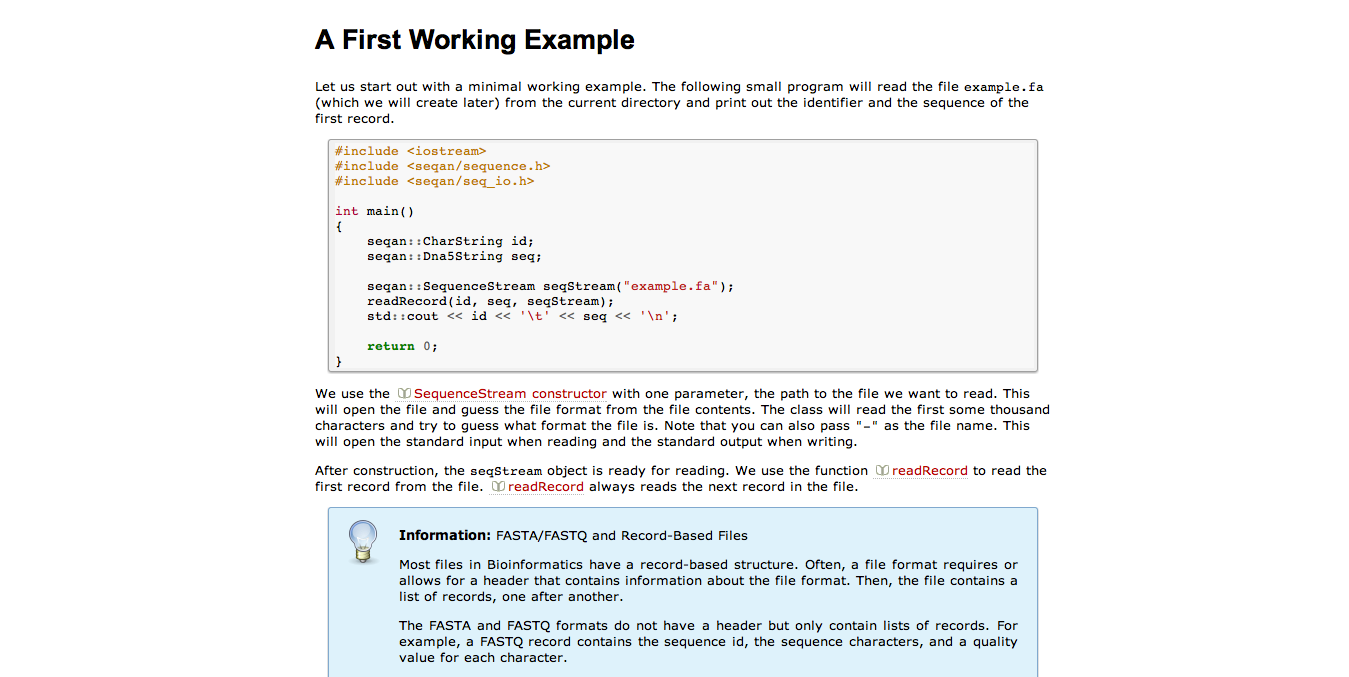 A First Working Example
Let us start out with a minimal working example. The following small program will read the file example.fa
(which we will create later) from the current directory and print out the identifier and the sequence of the
first record.
#include <iostream>
#include <seqan/sequence.h>
#include <seqan/seq_io.h>
int main()
{
    seqan::CharString id;
    seqan::Dna5String seq;
    seqan::SequenceStream seqStream("example.fa");
    readRecord(id, seq, seqStream);
    std::cout << id << '\t' << seq << '\n';
    return 0;
}
We use the SequenceStream constructor with one parameter, the path to the file we want to read. This
will open the file and guess the file format from the file contents. The class will read the first some thousand
characters and try to guess what format the file is. Note that you can also pass "-" as the file name. This
will open the standard input when reading and the standard output when writing.
After construction, the seqStream object is ready for reading. We use the function readRecord to read the
first record from the file. readRecord always reads the next record in the file.
Information: FASTA/FASTQ and Record-Based Files
Most files in Bioinformatics have a record-based structure. Often, a file format requires or
allows for a header that contains information about the file format. Then, the file contains a
list of records, one after another.
The FASTA and FASTQ formats do not have a header but only contain lists of records. For
example, a FASTQ record contains the sequence id, the sequence characters, and a quality
value for each character.